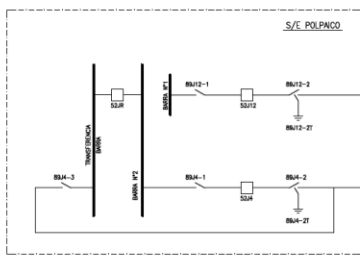 S/E POLPAICO
89J12-1
89J12-2
52JR
52J12
BARRA Nº1
89J12-2T
TRANSFERENCIA
BARRA
BARRA Nº2
89J4-3
89J4-1
89J4-2
52J4
89J4-2T